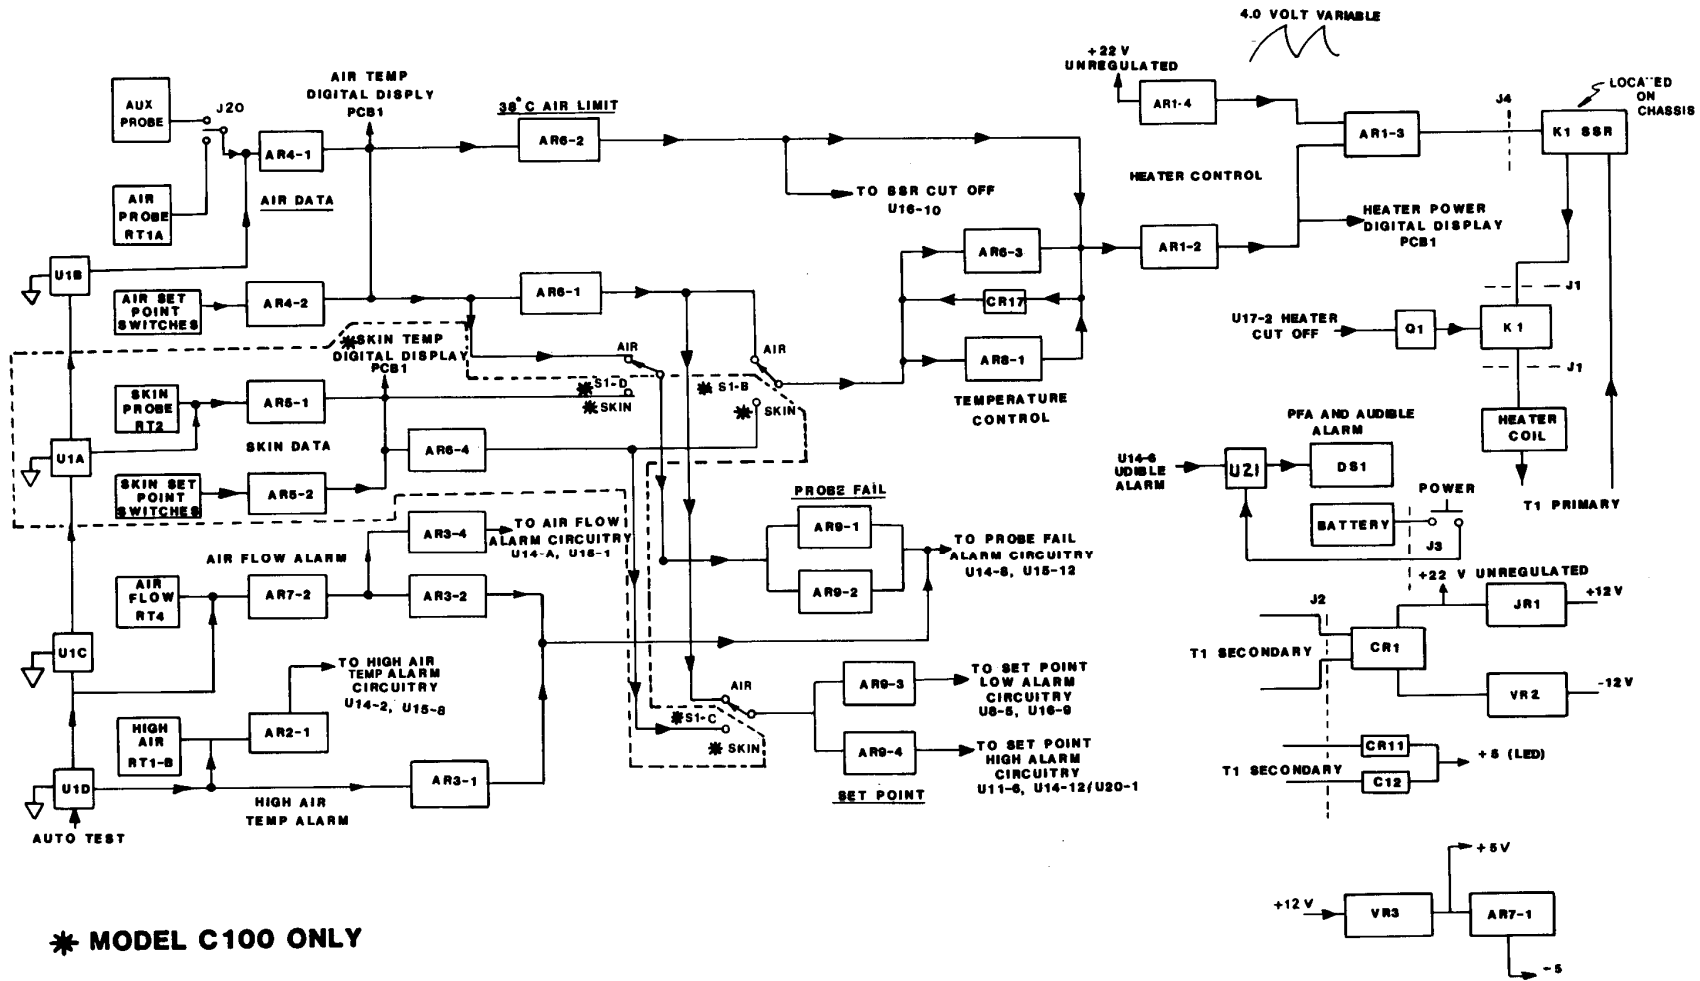 4.0 VOLT VARIABLE
+22 V
UNREGULATED
AR1-4
J4
LOCATED
ON
CHASSIS
AR1-3
K1 SSR
AUX
PROBE
J20
AIR TEMP
DIGITAL DISPLY
PCB1
38°C AIR LIMIT
AR4-1
AR6-2
HEATER CONTROL
AIR
PROBE
RT1A
AIR DATA
TO SSR CUT OFF
U16-10
HEATER POWER
DIGITAL DISPLAY
PCB1
AR6-3
AR1-2
U1B
AIR SET
POINT
SWITCHES
AR4-2
AR6-1
CR17
J1
U17-2 HEATER
CUT OFF
Q1
K1
✱SKIN TEMP
DIGITAL DISPLAY
PCB1
AIR
AIR
AR8-1
J1
✱S1-D
✱SKIN
✱S1-B
✱SKIN
TEMPERATURE
CONTROL
SKIN
PROBE
RT2
AR5-1
HEATER
COIL
PFA AND AUDIBLE
ALARM
SKIN DATA
AR6-4
U1A
U14-6
UDIBLE
ALARM
U21
DS1
SKIN SET
POINT
SWITCHES
AR5-2
PROBE FAIL
T1 PRIMARY
POWER
BATTERY
J3
AR3-4
TO AIR FLOW
ALARM CIRCUITRY
U14-A, U16-1
AR9-1
TO PROBE FAIL
ALARM CIRCUITRY
U14-8, U15-12
AIR FLOW ALARM
AIR
FLOW
RT4
AR7-2
AR3-2
AR9-2
+22 V UNREGULATED
J2
JR1
+12V
U1C
T1 SECONDARY
CR1
TO HIGH AIR
TEMP ALARM
CIRCUITRY
U14-2, U15-8
AIR
AR9-3
TO SET POINT
LOW ALARM
CIRCUITRY
U8-5, U16-9
VR2
-12V
✱S1-C
✱SKIN
HIGH
AIR
RT1-B
AR2-1
AR9-4
TO SET POINT
HIGH ALARM
CIRCUITRY
U11-6, U14-12/U20-1
CR11
+5 (LED)
T1 SECONDARY
C12
U1D
AR3-1
SET POINT
HIGH AIR
TEMP ALARM
AUTO TEST
+5V
+12V
VR3
AR7-1
-5
✱ MODEL C100 ONLY